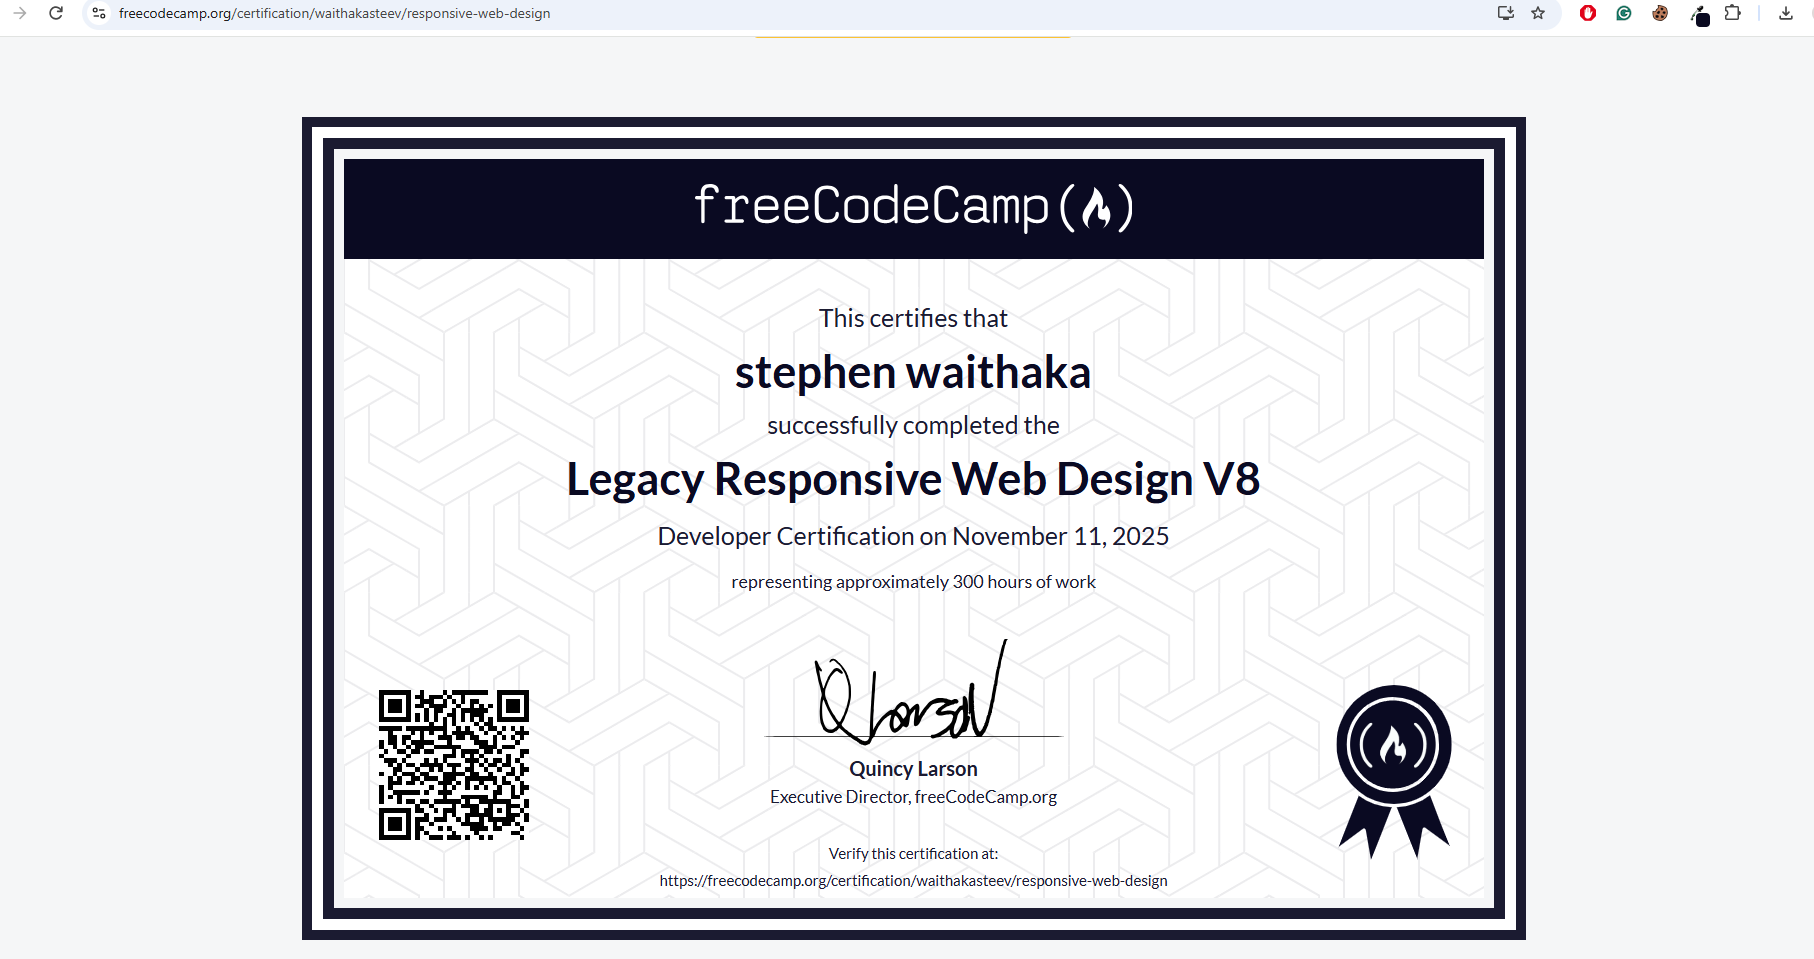 freecodecamp.org/certification/waithakasteev/responsive-web-design
freeCodeCamp(🔥)
This certifies that
stephen waithaka
successfully completed the
Legacy Responsive Web Design V8
Developer Certification on November 11, 2025
representing approximately 300 hours of work
Quincy Larson
Executive Director, freeCodeCamp.org
Verify this certification at:
https://freecodecamp.org/certification/waithakasteev/responsive-web-design